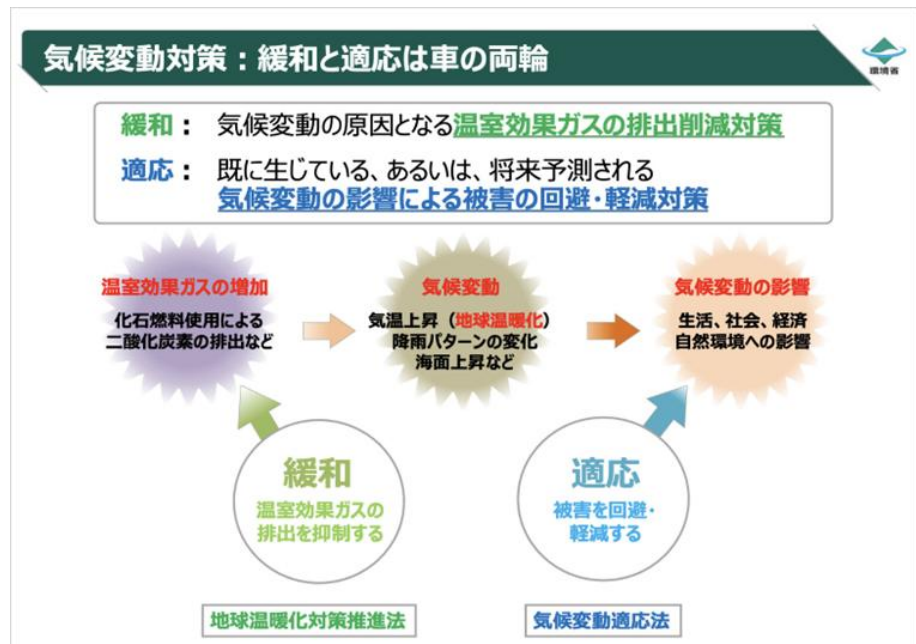 気候変動対策：緩和と適応は車の両輪
環境省
緩和： 気候変動の原因となる温室効果ガスの排出削減対策
適応： 既に生じている、あるいは、将来予測される
気候変動の影響による被害の回避・軽減対策
温室効果ガスの増加
化石燃料使用による
二酸化炭素の排出など
気候変動
気温上昇（地球温暖化）
降雨パターンの変化
海面上昇など
気候変動の影響
生活、社会、経済
自然環境への影響
緩和
温室効果ガスの
排出を抑制する
適応
被害を回避・
軽減する
地球温暖化対策推進法
気候変動適応法